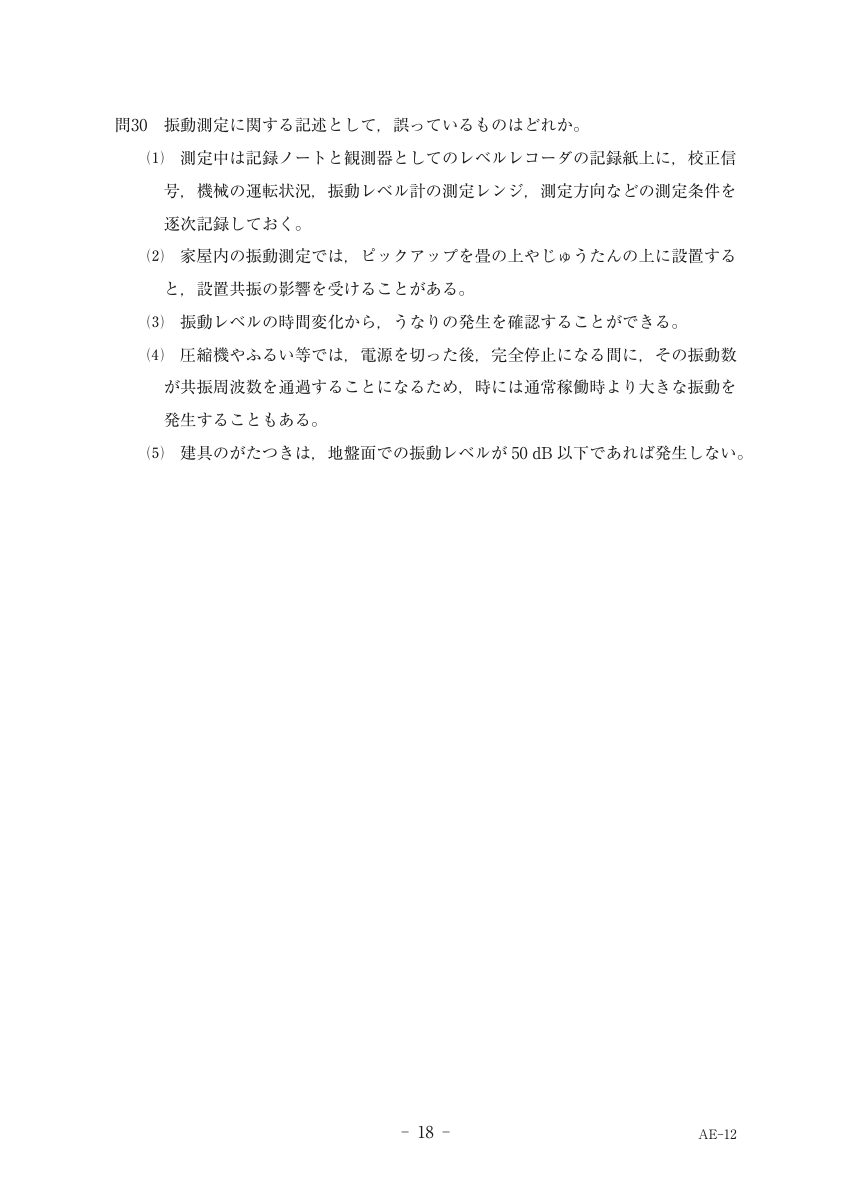 問30　振動測定に関する記述として，誤っているものはどれか。
⑴　測定中は記録ノートと観測器としてのレベルレコーダの記録紙上に，校正信
号，機械の運転状況，振動レベル計の測定レンジ，測定方向などの測定条件を
逐次記録しておく。
⑵　家屋内の振動測定では，ピックアップを畳の上やじゅうたんの上に設置する
と，設置共振の影響を受けることがある。
⑶　振動レベルの時間変化から，うなりの発生を確認することができる。
⑷　圧縮機やふるい等では，電源を切った後，完全停止になる間に，その振動数
が共振周波数を通過することになるため，時には通常稼働時より大きな振動を
発生することもある。
⑸　建具のがたつきは，地盤面での振動レベルが 50 dB 以下であれば発生しない。
− 18 −
AE−12